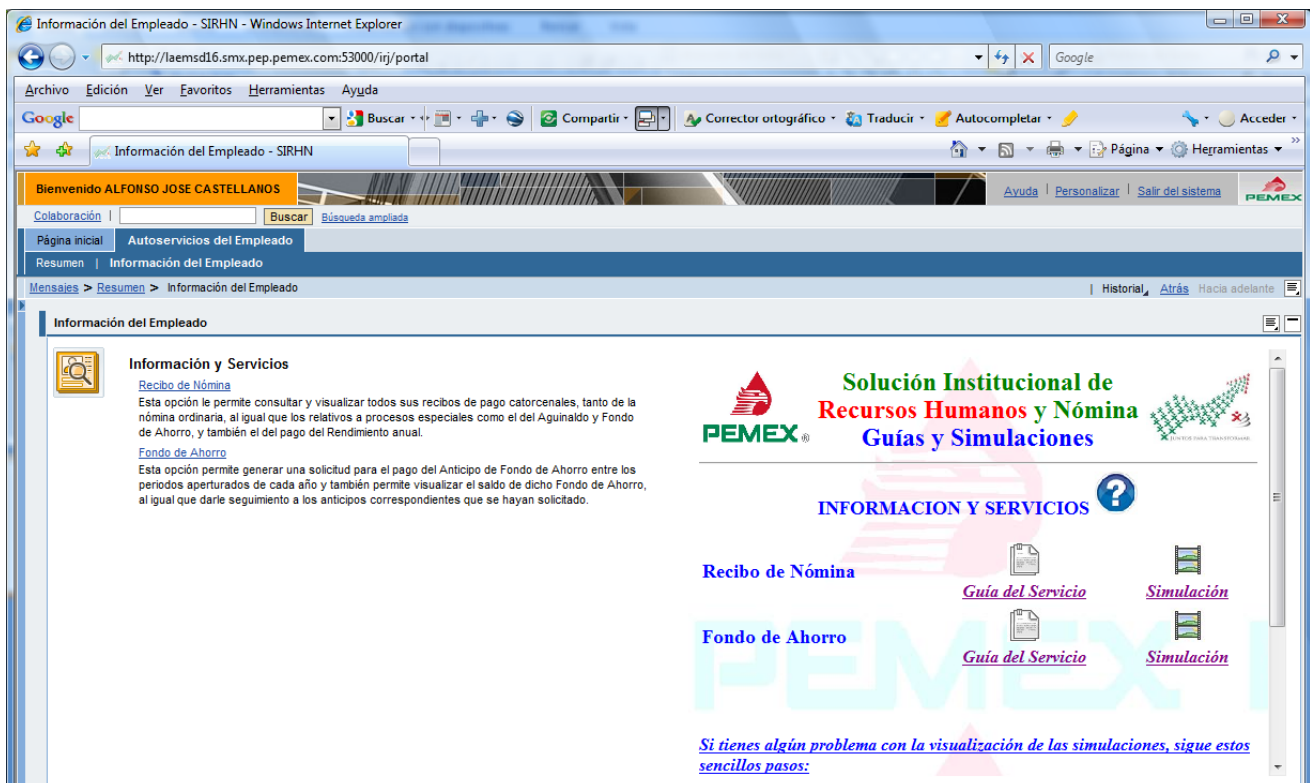 Información del Empleado - SIRHN - Windows Internet Explorer
http://laemsd16.smx.pep.pemex.com:53000/irj/portal
Google
Archivo Edición Ver Favoritos Herramientas Ayuda
Google Buscar Compartir Corrector ortográfico Traducir Autocompletar Acceder
Información del Empleado - SIRHN Página Herramientas
Bienvenido ALFONSO JOSE CASTELLANOS Ayuda | Personalizar | Salir del sistema PEMEX
Colaboración | Buscar Búsqueda ampliada
Página inicial Autoservicios del Empleado
Resumen | Información del Empleado
Mensajes > Resumen > Información del Empleado | Historial Atrás Hacia adelante
Información del Empleado
Información y Servicios
Recibo de Nómina
Esta opción le permite consultar y visualizar todos sus recibos de pago catorcenales, tanto de la
nómina ordinaria, al igual que los relativos a procesos especiales como el del Aguinaldo y Fondo
de Ahorro, y también el del pago del Rendimiento anual.
Fondo de Ahorro
Esta opción permite generar una solicitud para el pago del Anticipo de Fondo de Ahorro entre los
periodos aperturados de cada año y también permite visualizar el saldo de dicho Fondo de Ahorro,
al igual que darle seguimiento a los anticipos correspondientes que se hayan solicitado.
PEMEX ®
Solución Institucional de
Recursos Humanos y Nómina
Guías y Simulaciones
JUNTOS PARA TRANSFORMAR
INFORMACION Y SERVICIOS ?
Recibo de Nómina
Guía del Servicio Simulación
Fondo de Ahorro
Guía del Servicio Simulación
PEMEX
Si tienes algún problema con la visualización de las simulaciones, sigue estos
sencillos pasos: